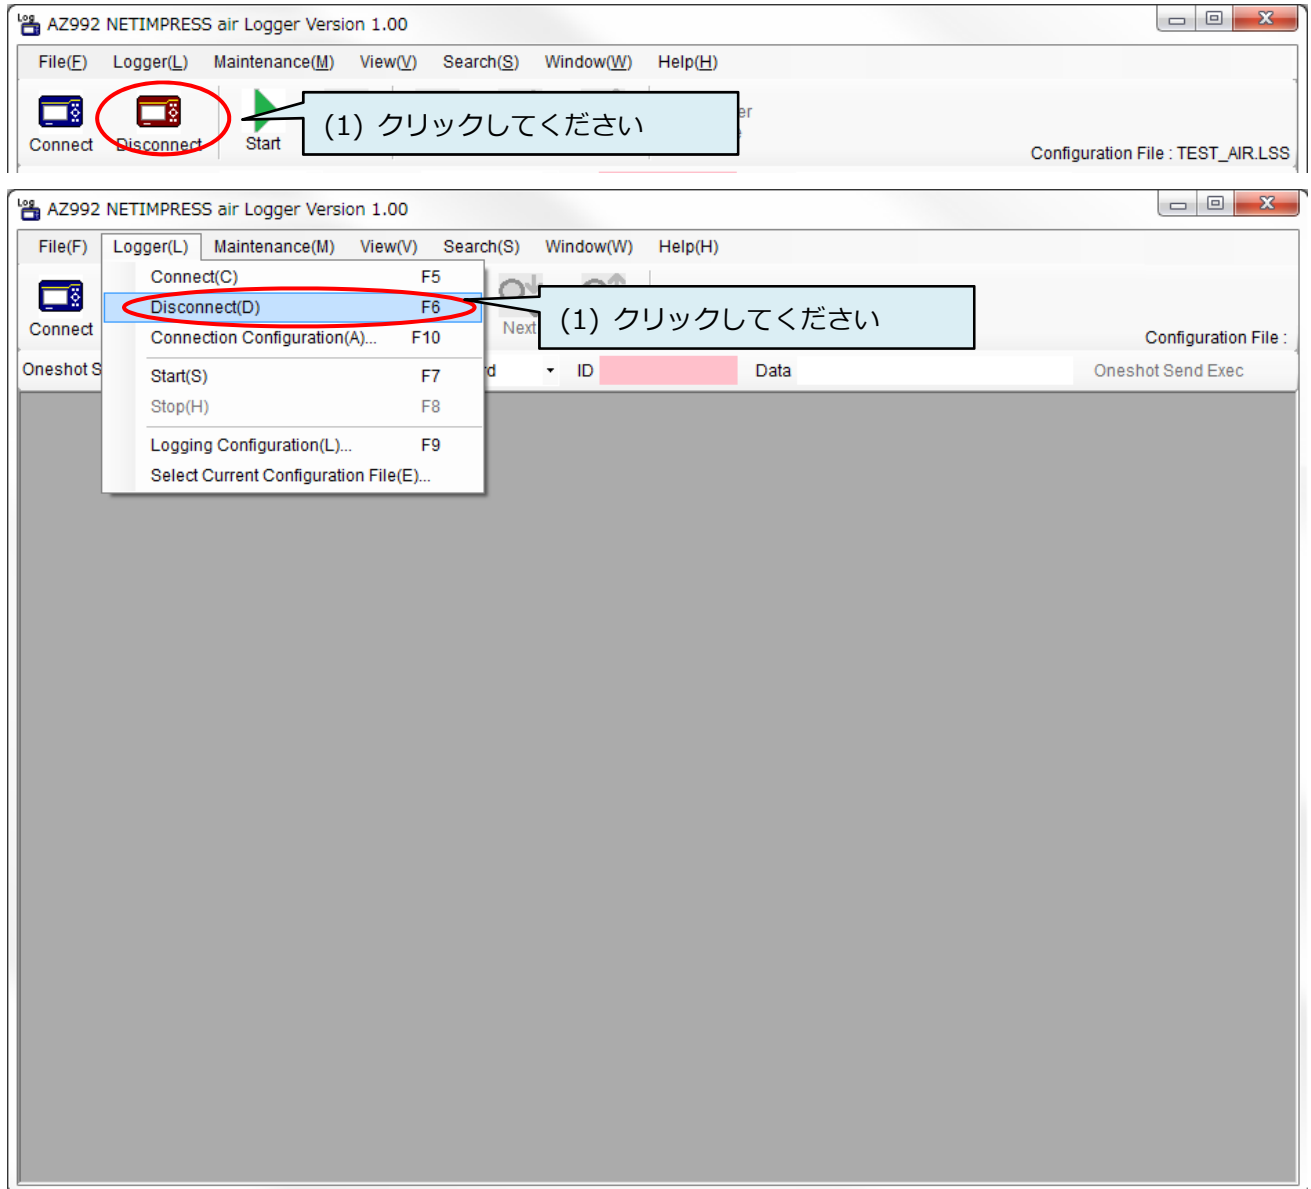 Log AZ992 NETIMPRESS air Logger Version 1.00
File(F) Logger(L) Maintenance(M) View(V) Search(S) Window(W) Help(H)
Connect Disconnect Start
(1) クリックしてください
Configuration File : TEST_AIR.LSS
Log AZ992 NETIMPRESS air Logger Version 1.00
File(F) Logger(L) Maintenance(M) View(V) Search(S) Window(W) Help(H)
Connect(C) F5
Disconnect(D) F6
Connection Configuration(A)... F10
Start(S) F7
Stop(H) F8
Logging Configuration(L)... F9
Select Current Configuration File(E)...
Connect
Next
(1) クリックしてください
Configuration File :
Oneshot S
ID
Data
Oneshot Send Exec